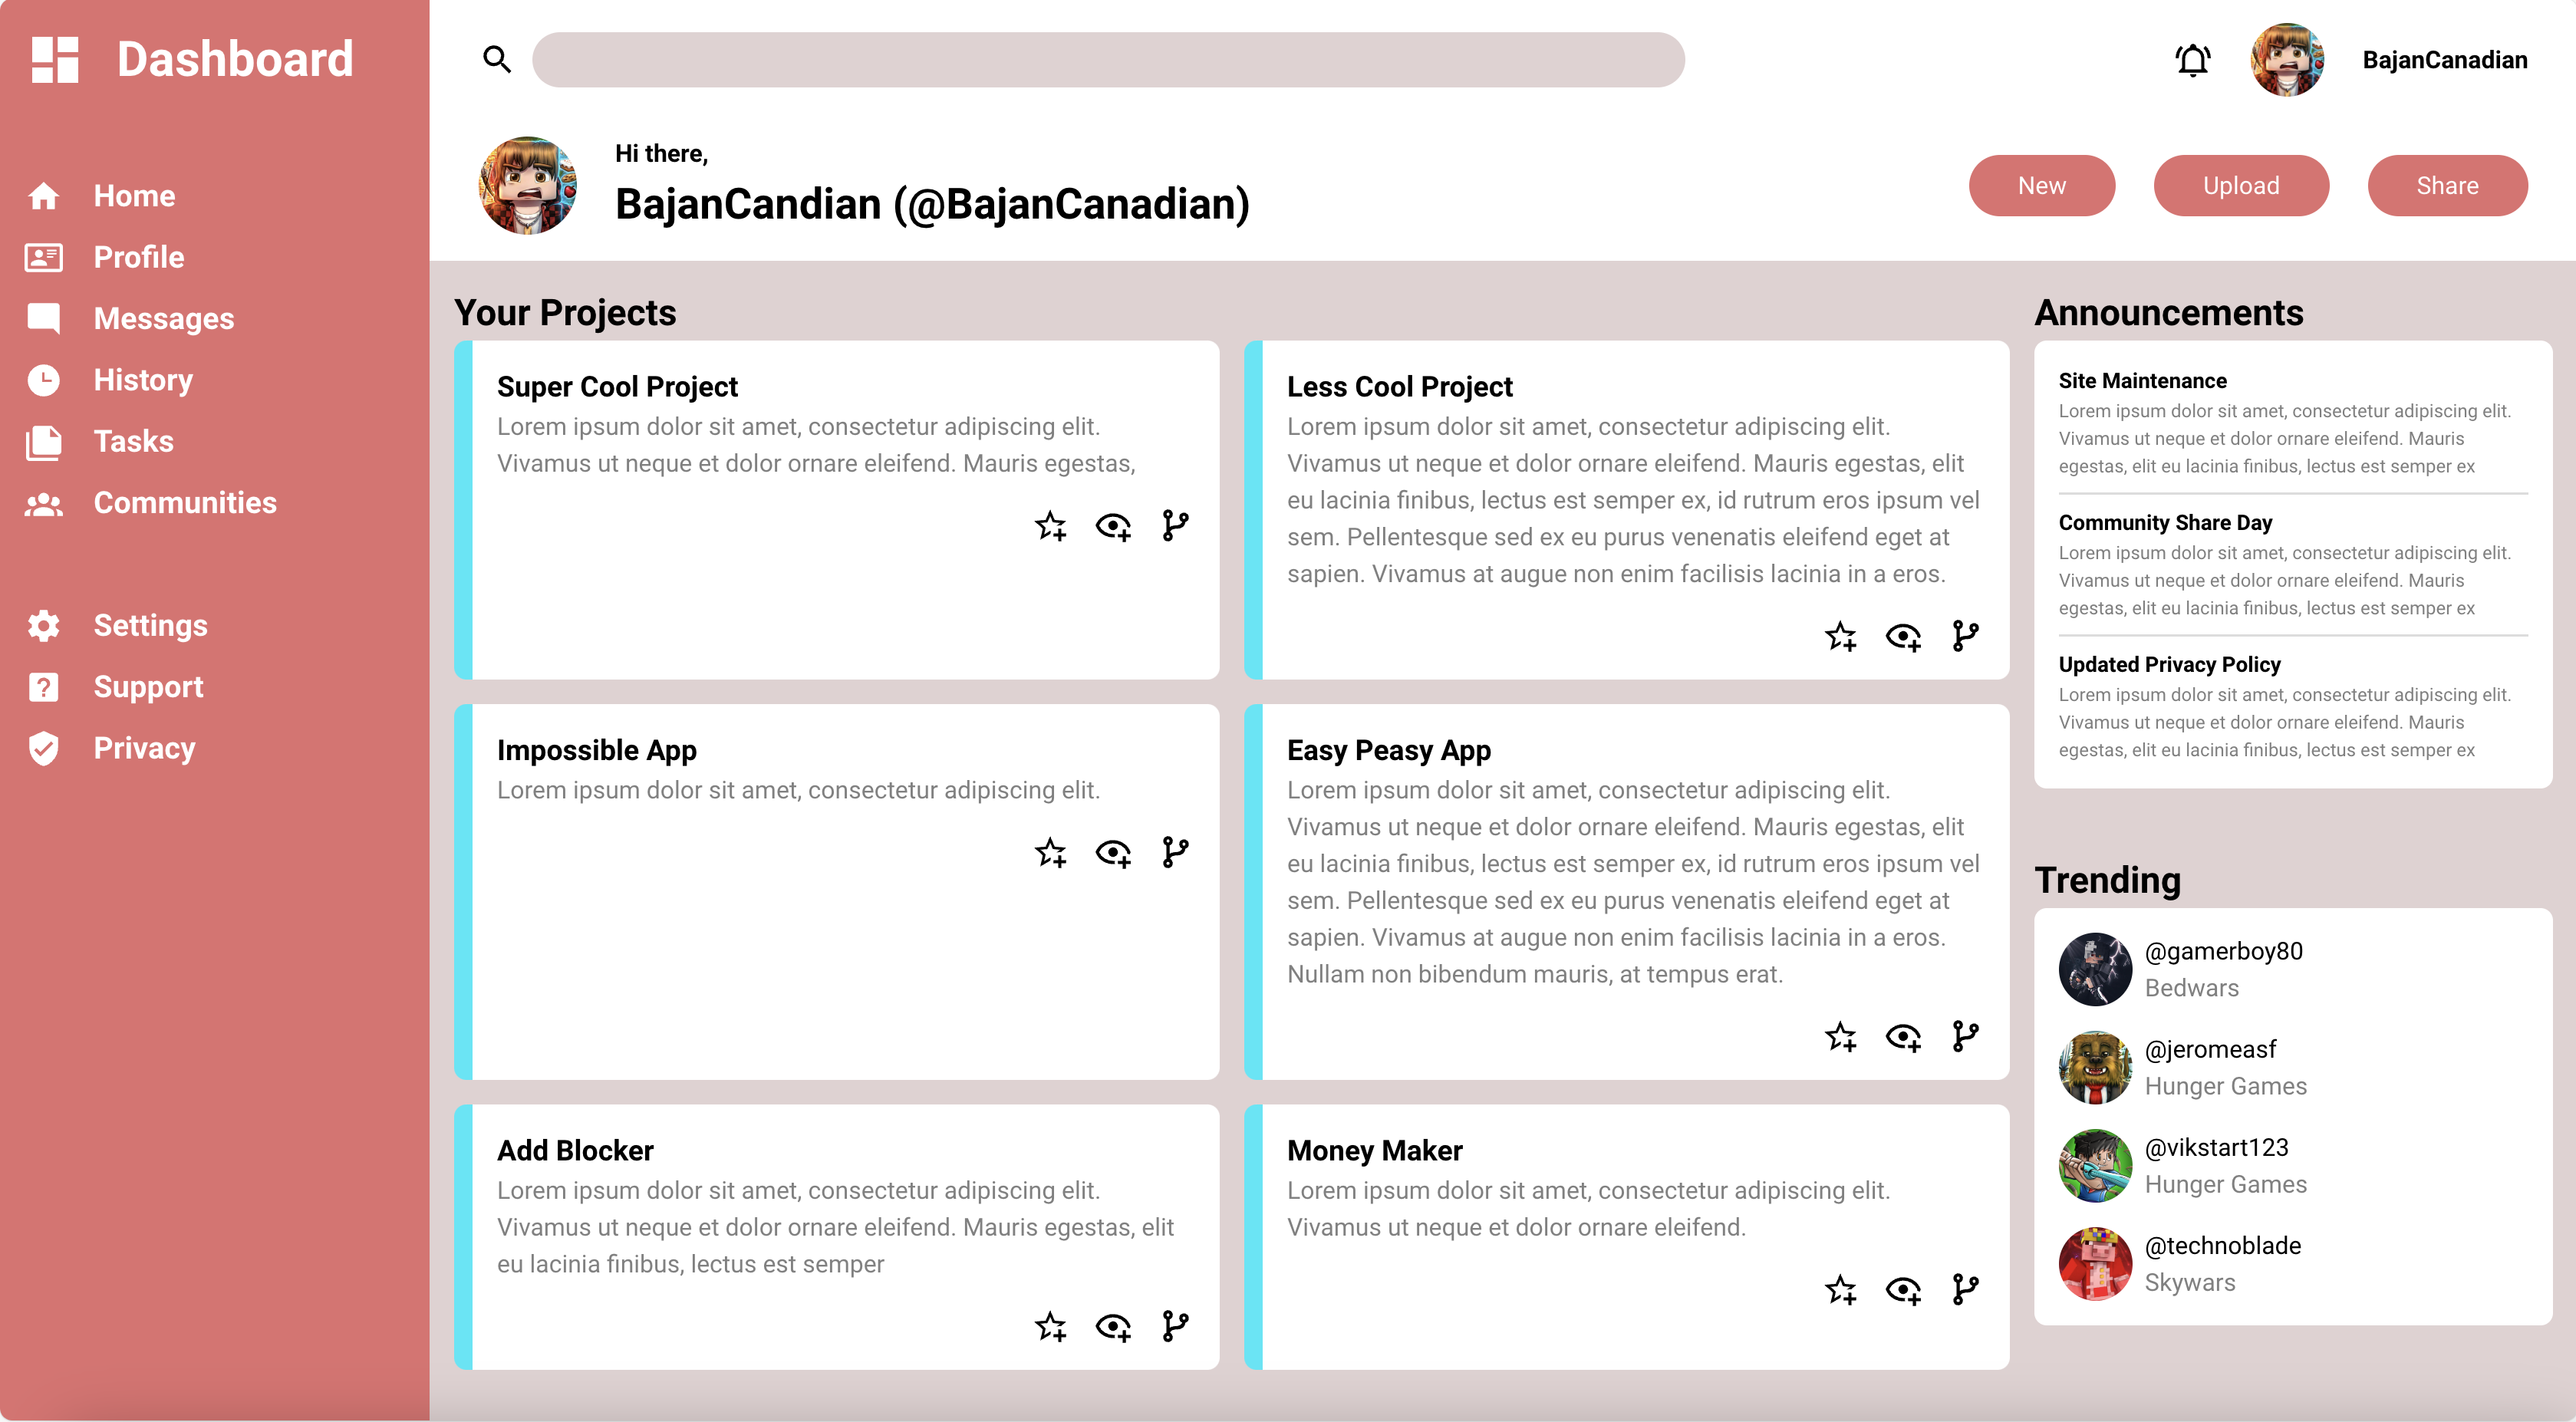 Dashboard
Home
Profile
Messages
History
Tasks
Communities
Settings
Support
Privacy
BajanCanadian
Hi there,
BajanCandian (@BajanCanadian)
New
Upload
Share
Your Projects
Super Cool Project
Lorem ipsum dolor sit amet, consectetur adipiscing elit.
Vivamus ut neque et dolor ornare eleifend. Mauris egestas,
Less Cool Project
Lorem ipsum dolor sit amet, consectetur adipiscing elit.
Vivamus ut neque et dolor ornare eleifend. Mauris egestas, elit
eu lacinia finibus, lectus est semper ex, id rutrum eros ipsum vel
sem. Pellentesque sed ex eu purus venenatis eleifend eget at
sapien. Vivamus at augue non enim facilisis lacinia in a eros.
Impossible App
Lorem ipsum dolor sit amet, consectetur adipiscing elit.
Easy Peasy App
Lorem ipsum dolor sit amet, consectetur adipiscing elit.
Vivamus ut neque et dolor ornare eleifend. Mauris egestas, elit
eu lacinia finibus, lectus est semper ex, id rutrum eros ipsum vel
sem. Pellentesque sed ex eu purus venenatis eleifend eget at
sapien. Vivamus at augue non enim facilisis lacinia in a eros.
Nullam non bibendum mauris, at tempus erat.
Add Blocker
Lorem ipsum dolor sit amet, consectetur adipiscing elit.
Vivamus ut neque et dolor ornare eleifend. Mauris egestas, elit
eu lacinia finibus, lectus est semper
Money Maker
Lorem ipsum dolor sit amet, consectetur adipiscing elit.
Vivamus ut neque et dolor ornare eleifend.
Announcements
Site Maintenance
Lorem ipsum dolor sit amet, consectetur adipiscing elit.
Vivamus ut neque et dolor ornare eleifend. Mauris
egestas, elit eu lacinia finibus, lectus est semper ex
Community Share Day
Lorem ipsum dolor sit amet, consectetur adipiscing elit.
Vivamus ut neque et dolor ornare eleifend. Mauris
egestas, elit eu lacinia finibus, lectus est semper ex
Updated Privacy Policy
Lorem ipsum dolor sit amet, consectetur adipiscing elit.
Vivamus ut neque et dolor ornare eleifend. Mauris
egestas, elit eu lacinia finibus, lectus est semper ex
Trending
@gamerboy80
Bedwars
@jeromeasf
Hunger Games
@vikstart123
Hunger Games
@technoblade
Skywars